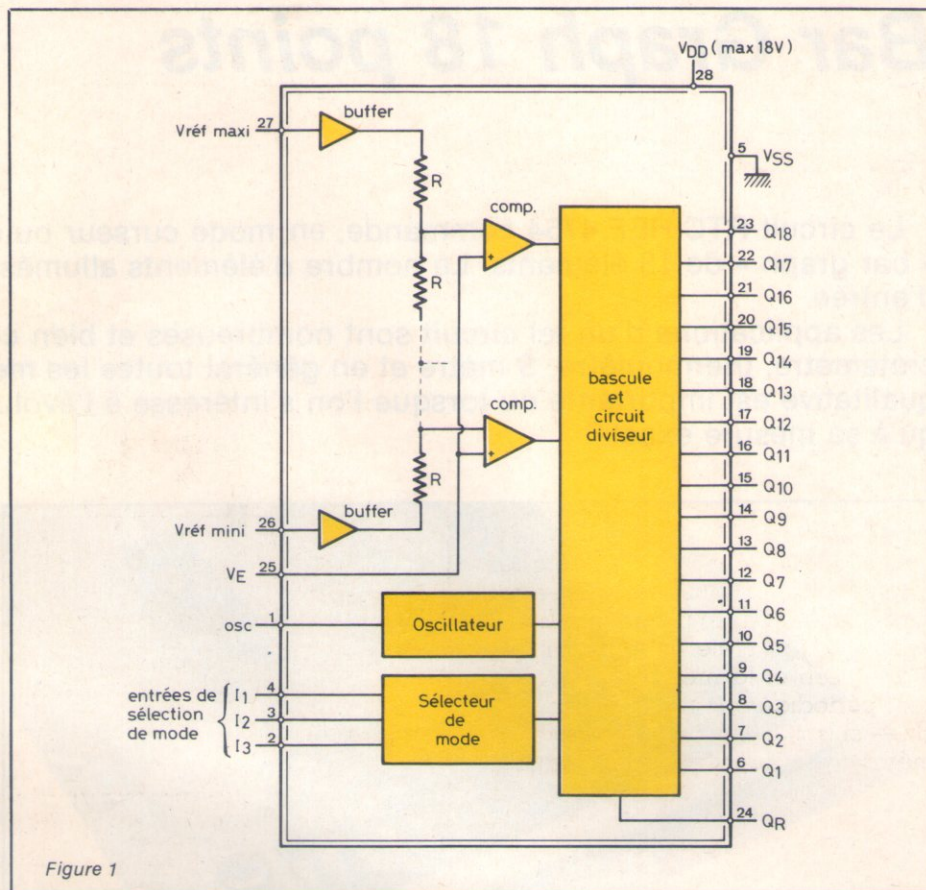 VDD (max 18V)
28
buffer
Vréf maxi
27
5
VSS
R
comp.
23
Q18
22
Q17
R
21
Q16
20
Q15
19
Q14
bascule
et
circuit
diviseur
18
Q13
comp.
17
Q12
16
Q11
R
15
Q10
buffer
14
Q9
Vréf mini
26
13
Q8
VE
25
12
Q7
11
Q6
osc
1
Oscillateur
10
Q5
9
Q4
entrées de
sélection
de mode
I1
4
I2
3
I3
2
Sélecteur
de
mode
8
Q3
7
Q2
6
Q1
24
QR
Figure 1